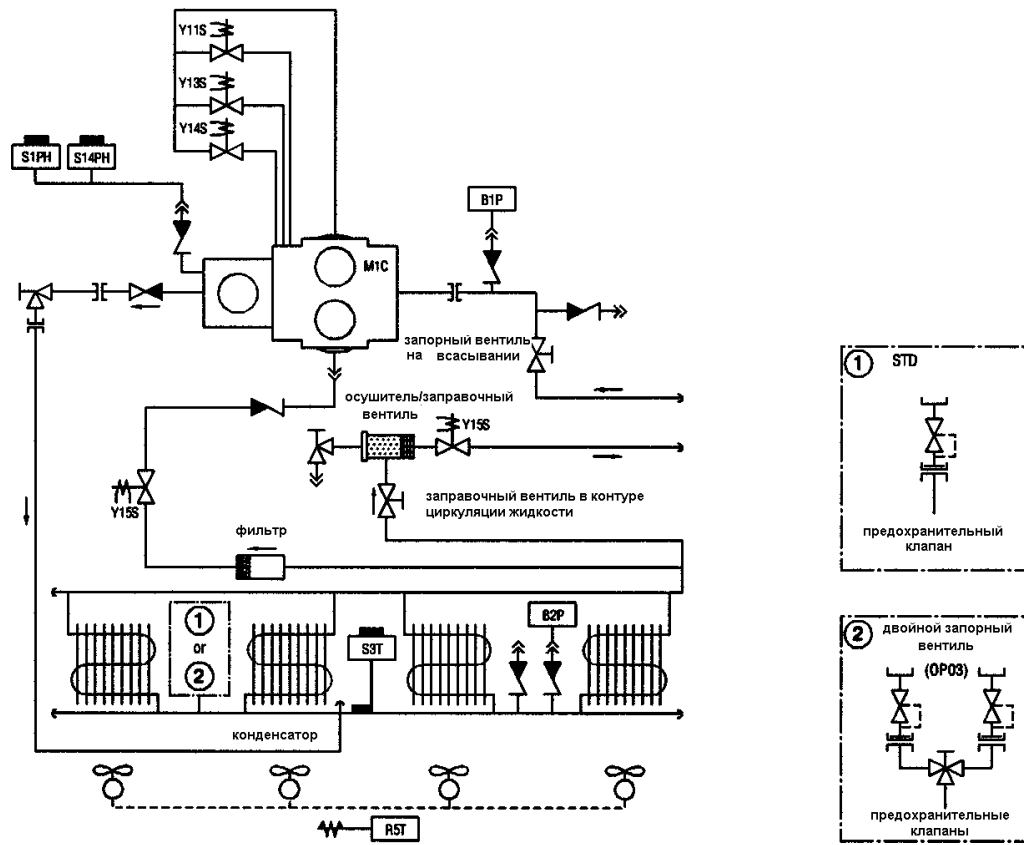 Y11S
Y13S
Y14S
S1PH
S14PH
B1P
M1C
запорный вентиль
на всасывании
осушитель/заправочный
вентиль
Y15S
заправочный вентиль в контуре
циркуляции жидкости
Y15S
фильтр
1
or
2
S3T
B2P
конденсатор
R5T
1 STD
предохранительный
клапан
2 двойной запорный
вентиль
(OP03)
предохранительные
клапаны